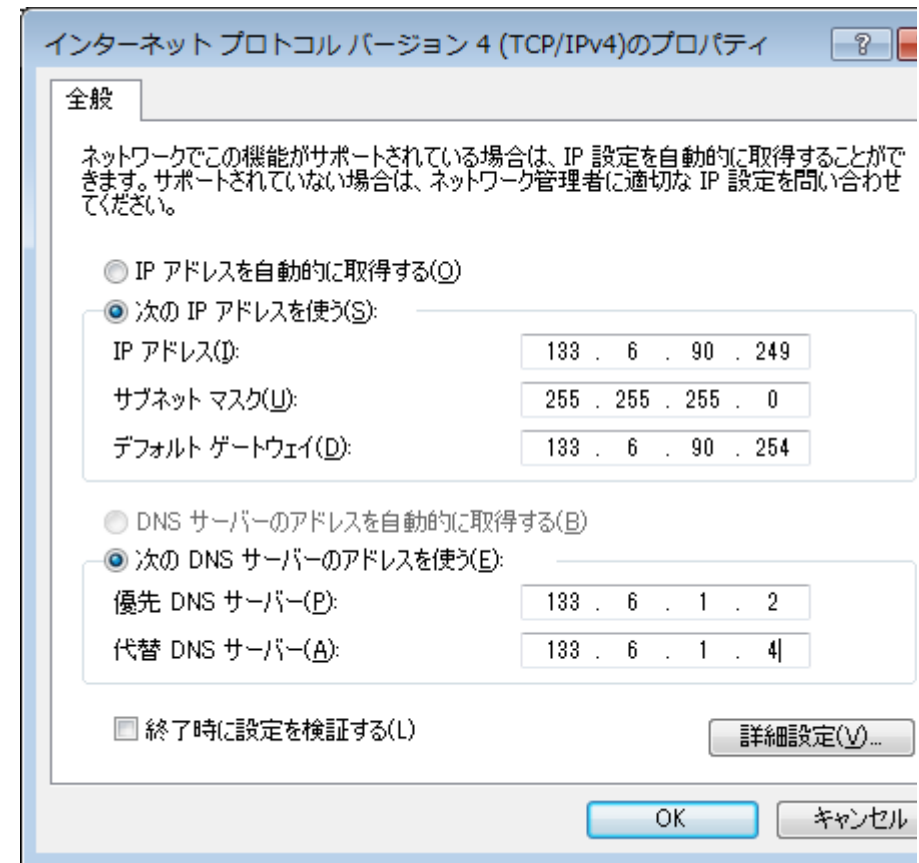 インターネット プロトコル バージョン 4 (TCP/IPv4)のプロパティ
全般
ネットワークでこの機能がサポートされている場合は、IP 設定を自動的に取得することがで
きます。サポートされていない場合は、ネットワーク管理者に適切な IP 設定を問い合わせ
てください。
IP アドレスを自動的に取得する(O)
次の IP アドレスを使う(S):
IP アドレス(I): 133 . 6 . 90 . 249
サブネット マスク(U): 255 . 255 . 255 . 0
デフォルト ゲートウェイ(D): 133 . 6 . 90 . 254
DNS サーバーのアドレスを自動的に取得する(B)
次の DNS サーバーのアドレスを使う(E):
優先 DNS サーバー(P): 133 . 6 . 1 . 2
代替 DNS サーバー(A): 133 . 6 . 1 . 4
終了時に設定を検証する(L) 詳細設定(V)...
OK キャンセル